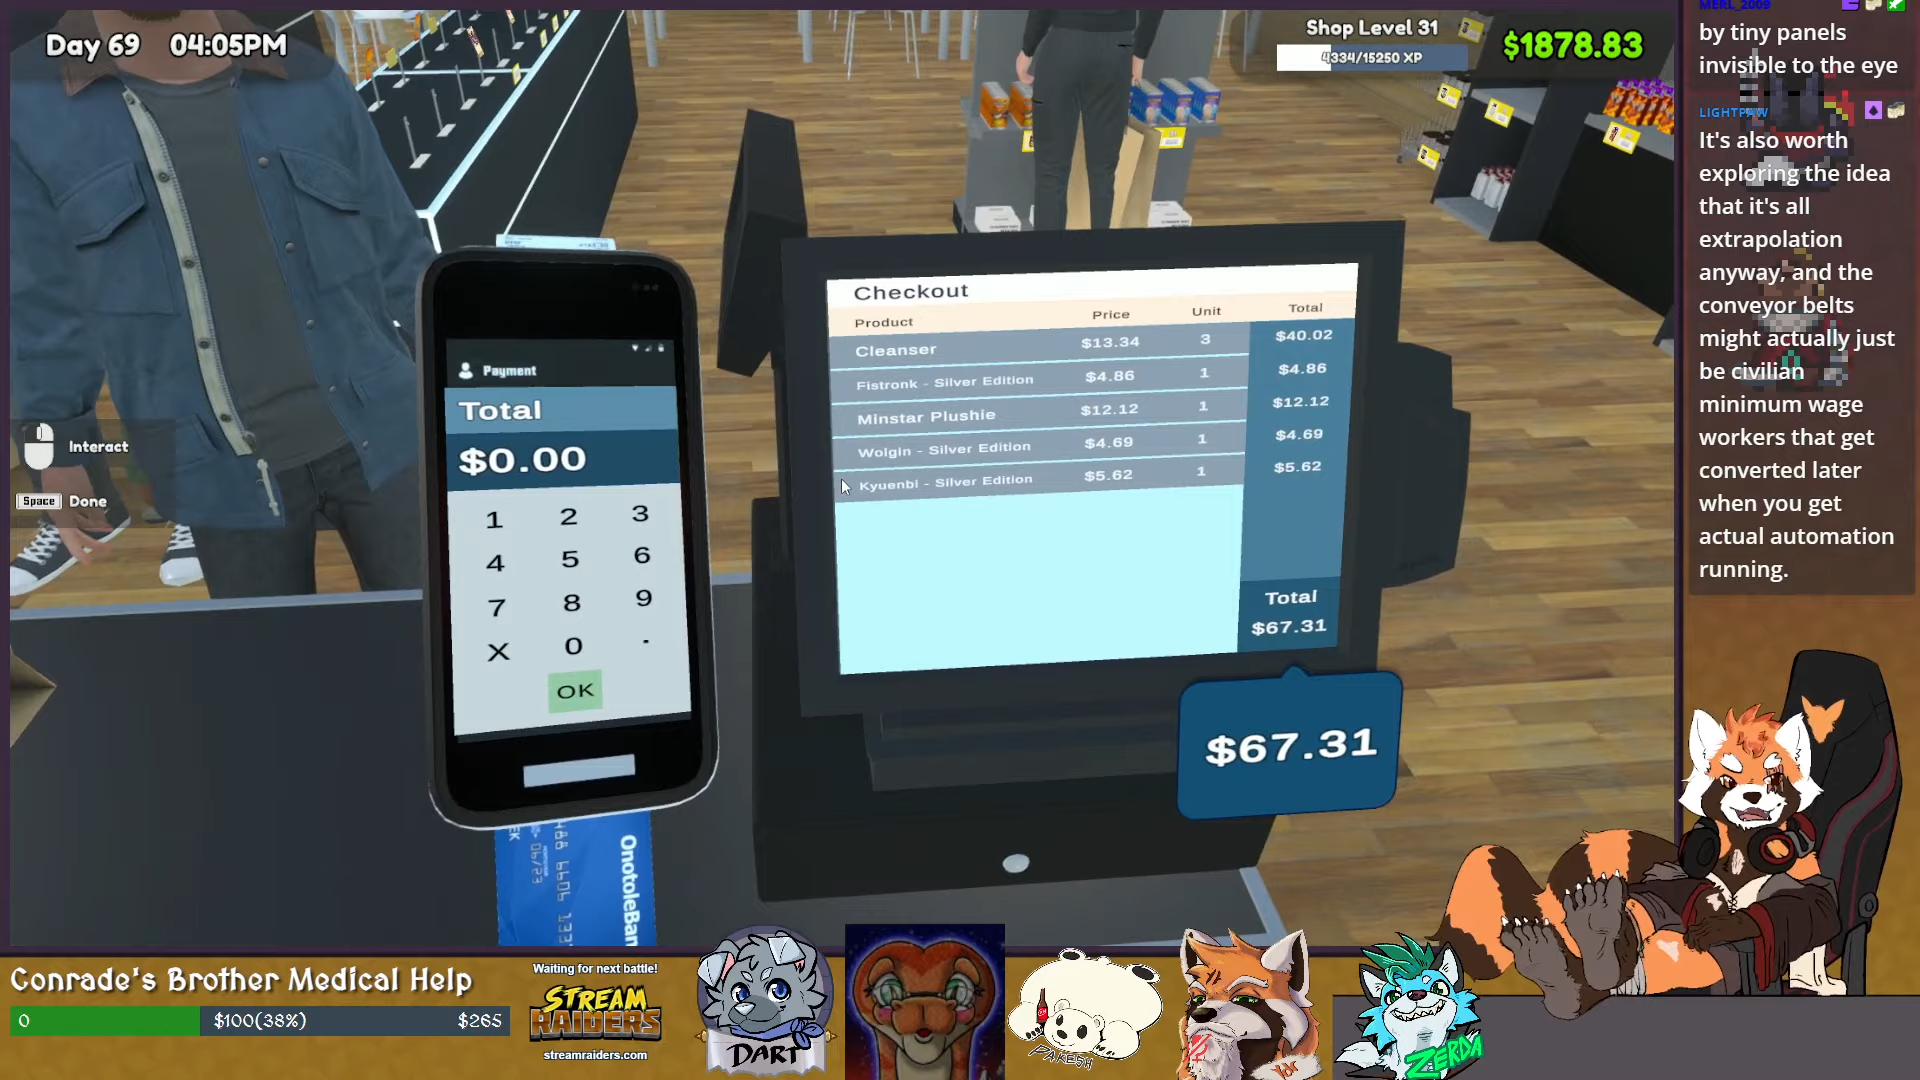 Day 69 04:05PM
Shop Level 31
4334/15250 XP
$1878.83
Interact
Space Done
Payment
Total
$0.00
1 2 3
4 5 6
7 8 9
X 0 .
OK
OnotoleBan
Checkout
Product Price Unit Total
Cleanser $13.34 3 $40.02
Fistronk - Silver Edition $4.86 1 $4.86
Minstar Plushie $12.12 1 $12.12
Wolgin - Silver Edition $4.69 1 $4.69
Kyuenbi - Silver Edition $5.62 1 $5.62
Total
$67.31
$67.31
MERL_2009
by tiny panels
invisible to the eye
LIGHTPAW
It's also worth
exploring the idea
that it's all
extrapolation
anyway, and the
conveyor belts
might actually just
be civilian
minimum wage
workers that get
converted later
when you get
actual automation
running.
Conrade's Brother Medical Help
0 $100(38%) $265
Waiting for next battle!
STREAM
RAIDERS
streamraiders.com
DART
PAKESH
ZERDA